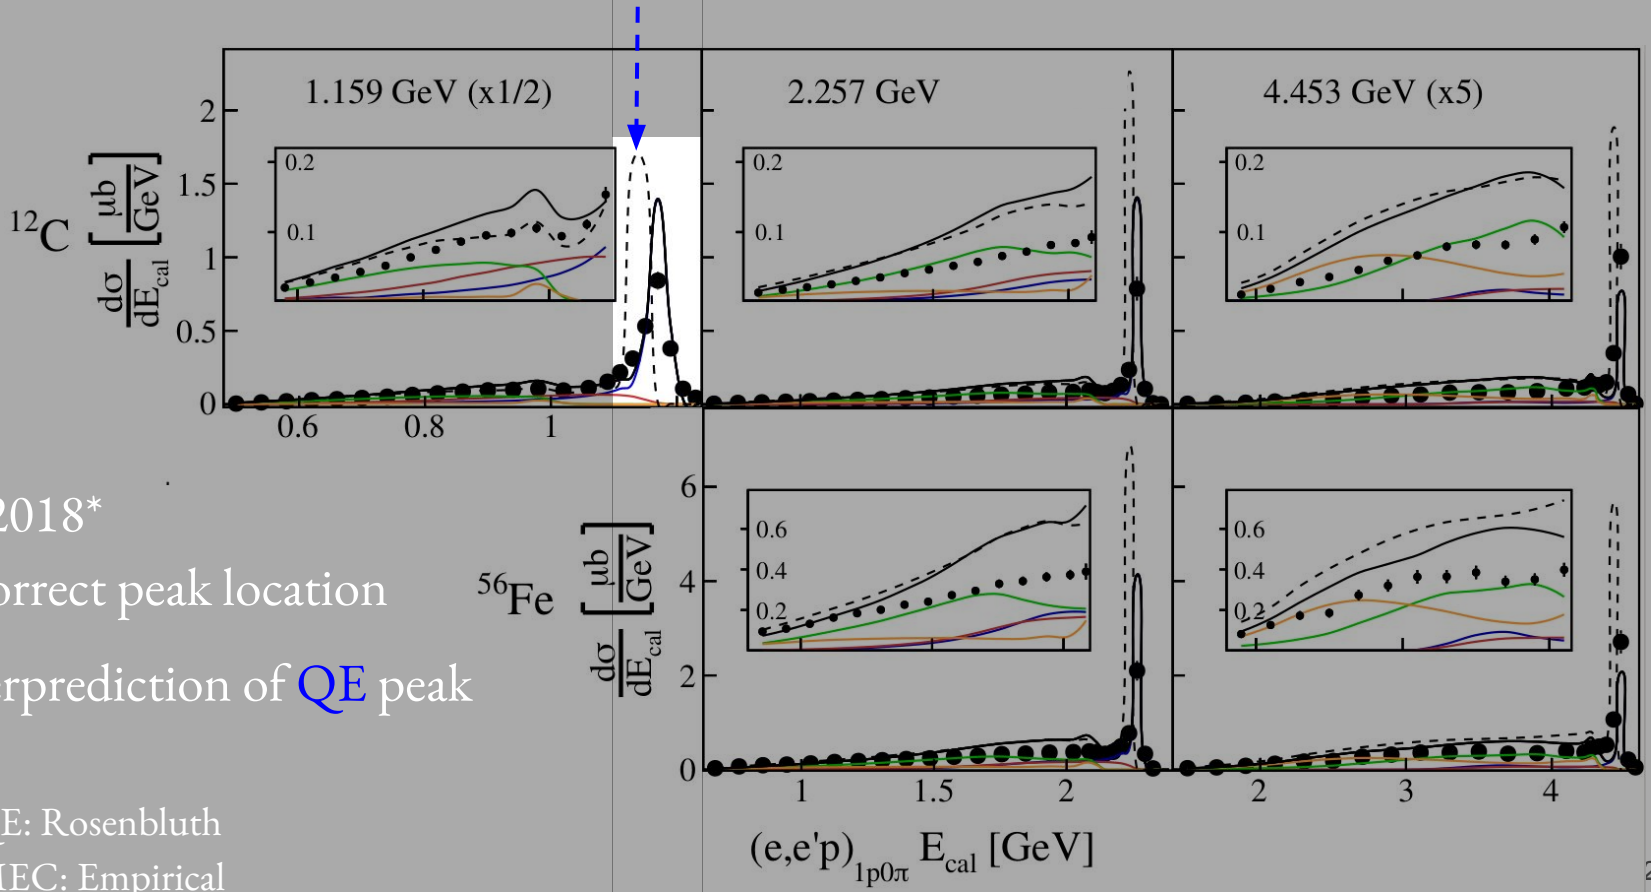 1.159 GeV (x1/2)
2.257 GeV
4.453 GeV (x5)
¹²C
dσ/dE_cal [μb/GeV]
2
1.5
1
0.5
0
0.2
0.1
0.2
0.1
0.2
0.1
0.6
0.8
1
2018*
orrect peak location
erprediction of QE peak
E: Rosenbluth
IEC: Empirical
⁵⁶Fe
dσ/dE_cal [μb/GeV]
6
4
2
0
0.6
0.4
0.2
0.6
0.4
0.2
1
1.5
2
2
3
4
(e,e'p)_1p0π E_cal [GeV]